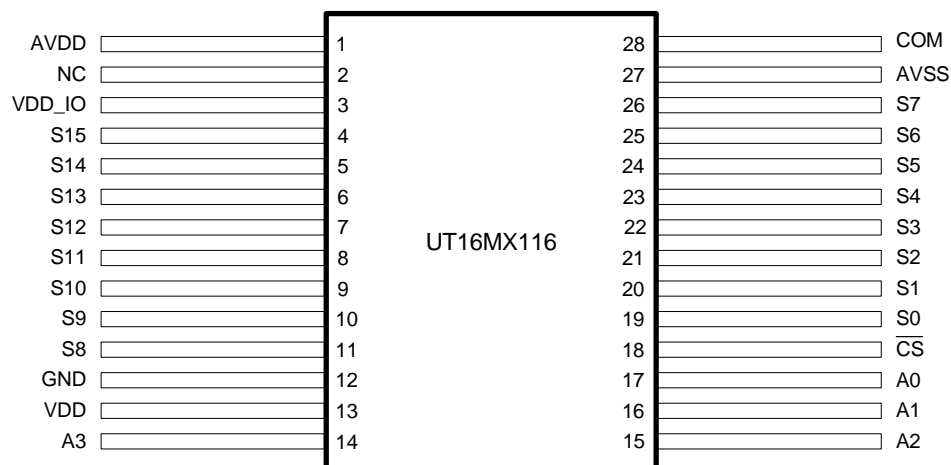 AVDD 1 28 COM
NC 2 27 AVSS
VDD_IO 3 26 S7
S15 4 25 S6
S14 5 24 S5
S13 6 23 S4
S12 7 22 S3
UT16MX116
S11 8 21 S2
S10 9 20 S1
S9 10 19 S0
S8 11 18 C̅S̅
GND 12 17 A0
VDD 13 16 A1
A3 14 15 A2